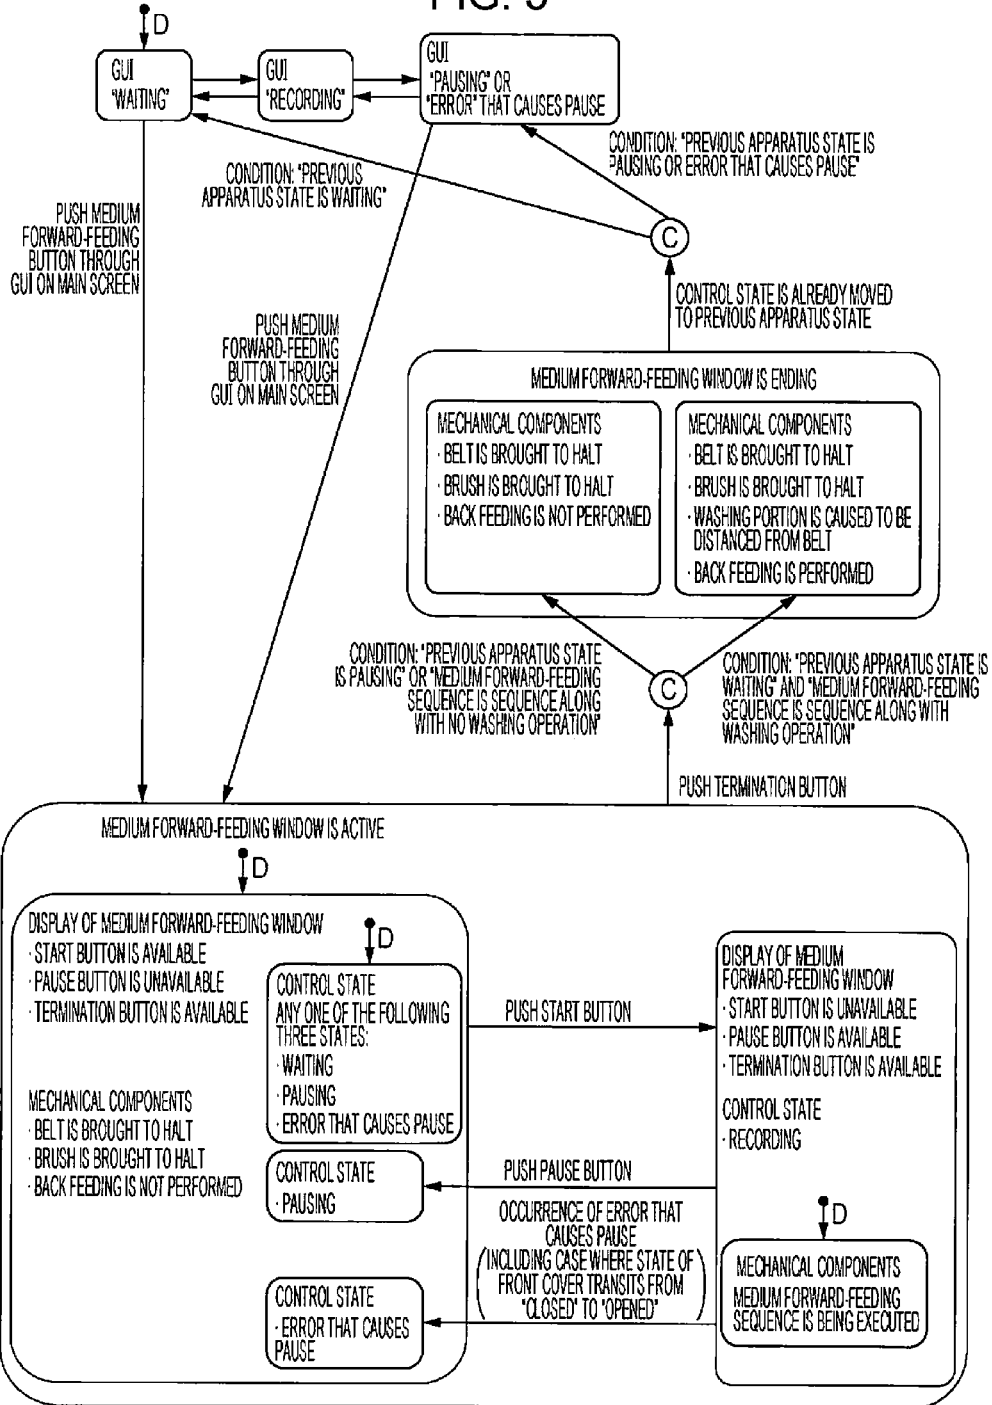 FIG. 5
D
GUI
"WAITING"
GUI
"RECORDING"
GUI
"PAUSING" OR
"ERROR" THAT CAUSES PAUSE
CONDITION: "PREVIOUS
APPARATUS STATE IS WAITING"
CONDITION: "PREVIOUS APPARATUS STATE IS
PAUSING OR ERROR THAT CAUSES PAUSE"
PUSH MEDIUM
FORWARD-FEEDING
BUTTON THROUGH
GUI ON MAIN SCREEN
C
CONTROL STATE IS ALREADY MOVED
TO PREVIOUS APPARATUS STATE
PUSH MEDIUM
FORWARD-FEEDING
BUTTON THROUGH
GUI ON MAIN SCREEN
MEDIUM FORWARD-FEEDING WINDOW IS ENDING
MECHANICAL COMPONENTS
· BELT IS BROUGHT TO HALT
· BRUSH IS BROUGHT TO HALT
· BACK FEEDING IS NOT PERFORMED
MECHANICAL COMPONENTS
· BELT IS BROUGHT TO HALT
· BRUSH IS BROUGHT TO HALT
· WASHING PORTION IS CAUSED TO BE
DISTANCED FROM BELT
· BACK FEEDING IS PERFORMED
CONDITION: "PREVIOUS APPARATUS STATE
IS PAUSING" OR "MEDIUM FORWARD-FEEDING
SEQUENCE IS SEQUENCE ALONG
WITH NO WASHING OPERATION"
C
CONDITION: "PREVIOUS APPARATUS STATE IS
WAITING" AND "MEDIUM FORWARD-FEEDING
SEQUENCE IS SEQUENCE ALONG WITH
WASHING OPERATION"
PUSH TERMINATION BUTTON
MEDIUM FORWARD-FEEDING WINDOW IS ACTIVE
D
DISPLAY OF MEDIUM FORWARD-FEEDING WINDOW
· START BUTTON IS AVAILABLE
· PAUSE BUTTON IS UNAVAILABLE
· TERMINATION BUTTON IS AVAILABLE
MECHANICAL COMPONENTS
· BELT IS BROUGHT TO HALT
· BRUSH IS BROUGHT TO HALT
· BACK FEEDING IS NOT PERFORMED
D
CONTROL STATE
ANY ONE OF THE FOLLOWING
THREE STATES:
· WAITING
· PAUSING
· ERROR THAT CAUSES PAUSE
CONTROL STATE
· PAUSING
CONTROL STATE
· ERROR THAT CAUSES
PAUSE
PUSH START BUTTON
PUSH PAUSE BUTTON
OCCURRENCE OF ERROR THAT
CAUSES PAUSE
(INCLUDING CASE WHERE STATE OF
FRONT COVER TRANSITS FROM
"CLOSED" TO "OPENED")
DISPLAY OF MEDIUM
FORWARD-FEEDING WINDOW
· START BUTTON IS UNAVAILABLE
· PAUSE BUTTON IS AVAILABLE
· TERMINATION BUTTON IS AVAILABLE
CONTROL STATE
· RECORDING
D
MECHANICAL COMPONENTS
MEDIUM FORWARD-FEEDING
SEQUENCE IS BEING EXECUTED